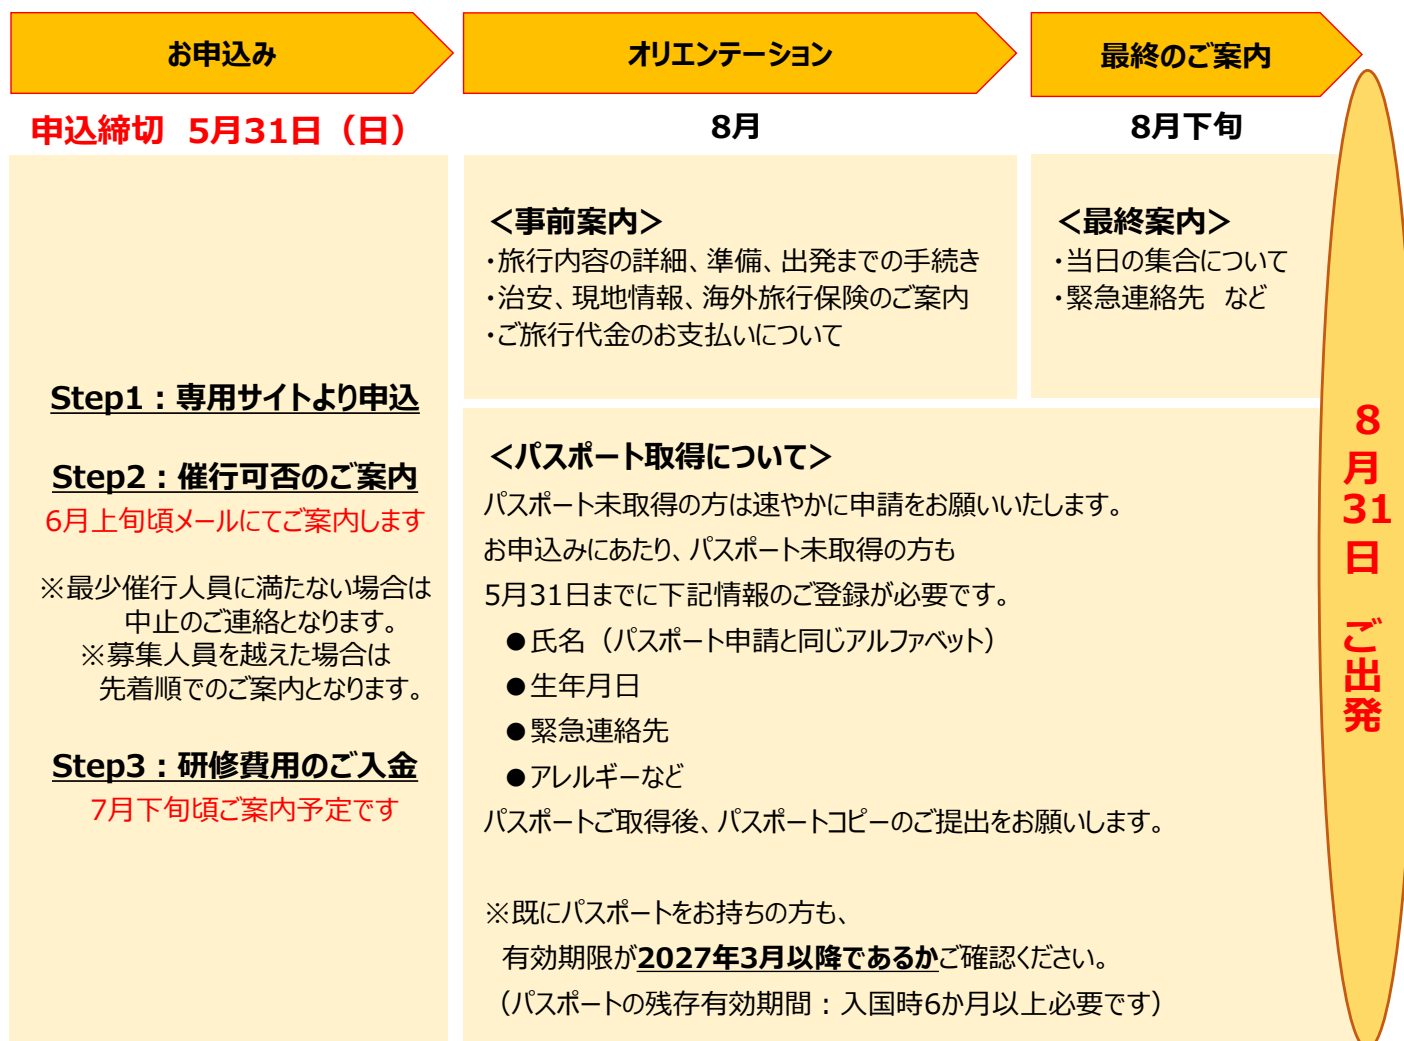 お申込み
オリエンテーション
最終のご案内
申込締切 5月31日（日）
8月
8月下旬
Step1：専用サイトより申込
Step2：催行可否のご案内
6月上旬頃メールにてご案内します
※最少催行人員に満たない場合は
中止のご連絡となります。
※募集人員を越えた場合は
先着順でのご案内となります。
Step3：研修費用のご入金
7月下旬頃ご案内予定です
＜事前案内＞
・旅行内容の詳細、準備、出発までの手続き
・治安、現地情報、海外旅行保険のご案内
・ご旅行代金のお支払いについて
＜最終案内＞
・当日の集合について
・緊急連絡先　など
＜パスポート取得について＞
パスポート未取得の方は速やかに申請をお願いいたします。
お申込みにあたり、パスポート未取得の方も
5月31日までに下記情報のご登録が必要です。
●氏名（パスポート申請と同じアルファベット）
●生年月日
●緊急連絡先
●アレルギーなど
パスポートご取得後、パスポートコピーのご提出をお願いします。
※既にパスポートをお持ちの方も、
有効期限が2027年3月以降であるかご確認ください。
（パスポートの残存有効期間：入国時6か月以上必要です）
8月31日　ご出発